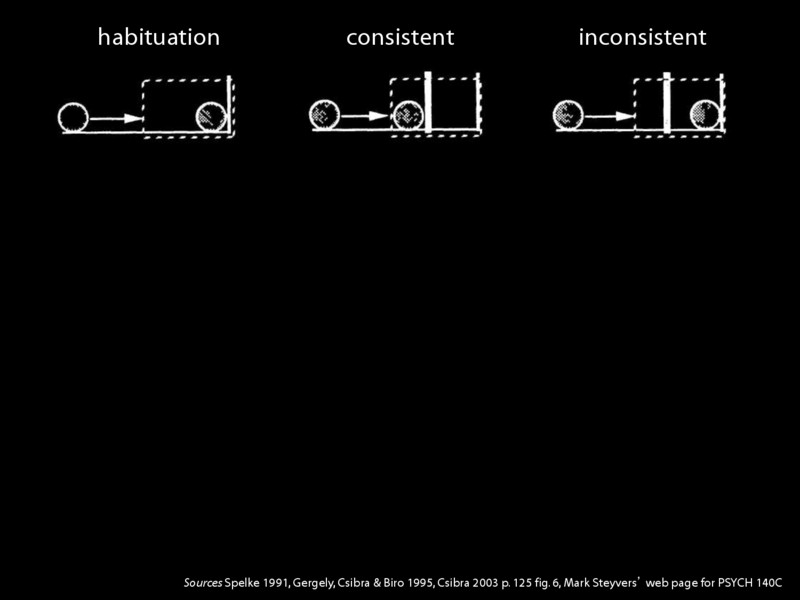 habituation consistent inconsistent
Sources Spelke 1991, Gergely, Csibra & Biro 1995, Csibra 2003 p. 125 fig. 6, Mark Steyvers’ web page for PSYCH 140C